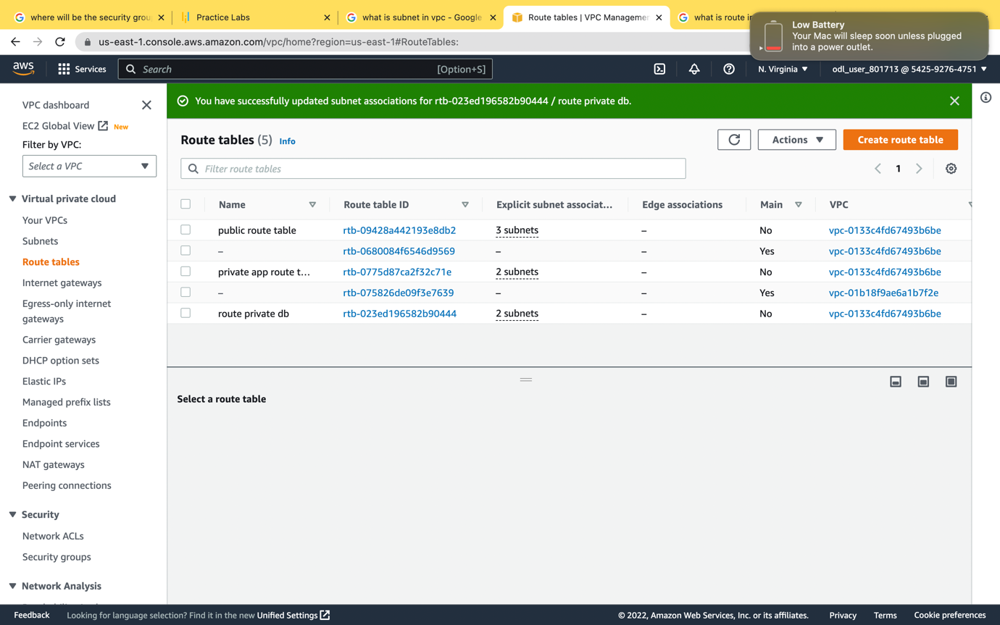 where will be the security grou
Practice Labs
what is subnet in vpc - Google
Route tables | VPC Managemen
what is route in
Low Battery
Your Mac will sleep soon unless plugged
into a power outlet.
us-east-1.console.aws.amazon.com/vpc/home?region=us-east-1#RouteTables:
aws
Services
Search
[Option+S]
N. Virginia
odl_user_801713 @ 5425-9276-4751
VPC dashboard
EC2 Global View New
Filter by VPC:
Select a VPC
Virtual private cloud
Your VPCs
Subnets
Route tables
Internet gateways
Egress-only internet
gateways
Carrier gateways
DHCP option sets
Elastic IPs
Managed prefix lists
Endpoints
Endpoint services
NAT gateways
Peering connections
Security
Network ACLs
Security groups
Network Analysis
You have successfully updated subnet associations for rtb-023ed196582b90444 / route private db.
Route tables (5) Info
Actions
Create route table
Filter route tables
1
Name Route table ID Explicit subnet associat... Edge associations Main VPC
public route table rtb-09428a442193e8db2 3 subnets – No vpc-0133c4fd67493b6be
– rtb-0680084f6546d9569 – – Yes vpc-0133c4fd67493b6be
private app route t... rtb-0775d87ca2f32c71e 2 subnets – No vpc-0133c4fd67493b6be
– rtb-075826de09f3e7639 – – Yes vpc-01b18f9ae6a1b7f2e
route private db rtb-023ed196582b90444 2 subnets – No vpc-0133c4fd67493b6be
Select a route table
Feedback
Looking for language selection? Find it in the new Unified Settings
© 2022, Amazon Web Services, Inc. or its affiliates.
Privacy
Terms
Cookie preferences